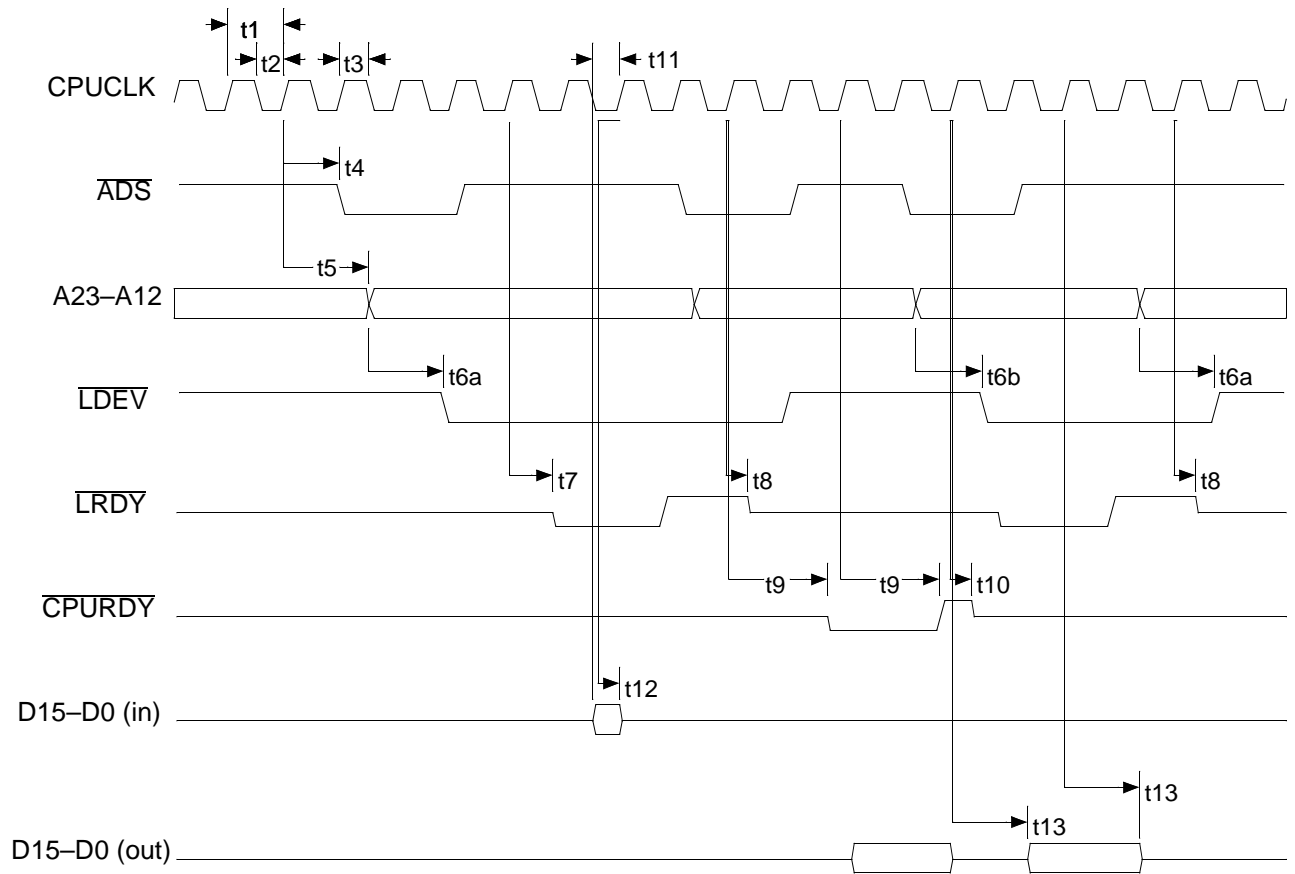 t1
t2
t3
t11
CPUCLK
t4
ADS
t5
A23–A12
t6a
t6b
t6a
LDEV
t7
t8
t8
LRDY
t9
t9
t10
CPURDY
t12
D15–D0 (in)
t13
t13
D15–D0 (out)